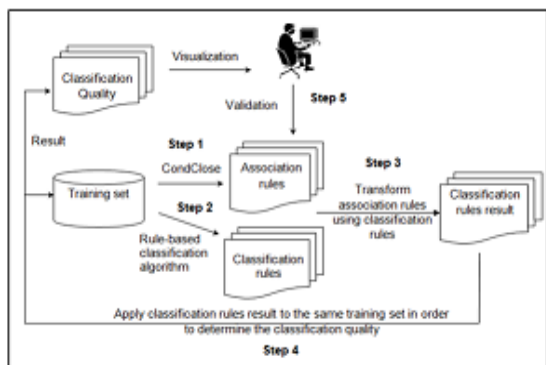 Classification
Quality
Visualization
Validation
Step 5
Result
Training set
Step 1
CondClose
Association
rules
Step 2
Rule-based
classification
algorithm
Classification
rules
Step 3
Transform
association rules
using classification
rules
Classification
rules result
Apply classification rules result to the same training set in order
to determine the classification quality
Step 4